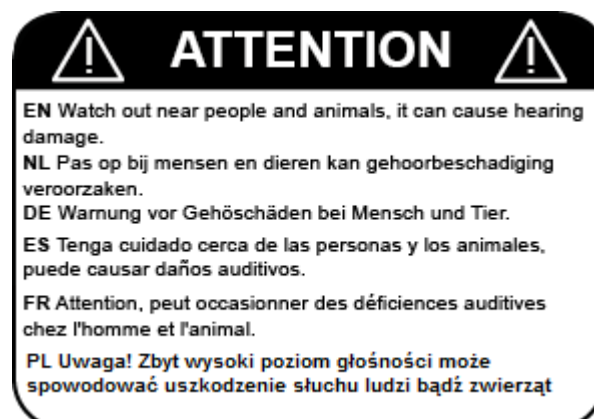 ATTENTION
EN Watch out near people and animals, it can cause hearing
damage.
NL Pas op bij mensen en dieren kan gehoorbeschadiging
veroorzaken.
DE Warnung vor Gehöschäden bei Mensch und Tier.
ES Tenga cuidado cerca de las personas y los animales,
puede causar daños auditivos.
FR Attention, peut occasionner des déficiences auditives
chez l'homme et l'animal.
PL Uwaga! Zbyt wysoki poziom głośności może
spowodować uszkodzenie słuchu ludzi bądź zwierząt